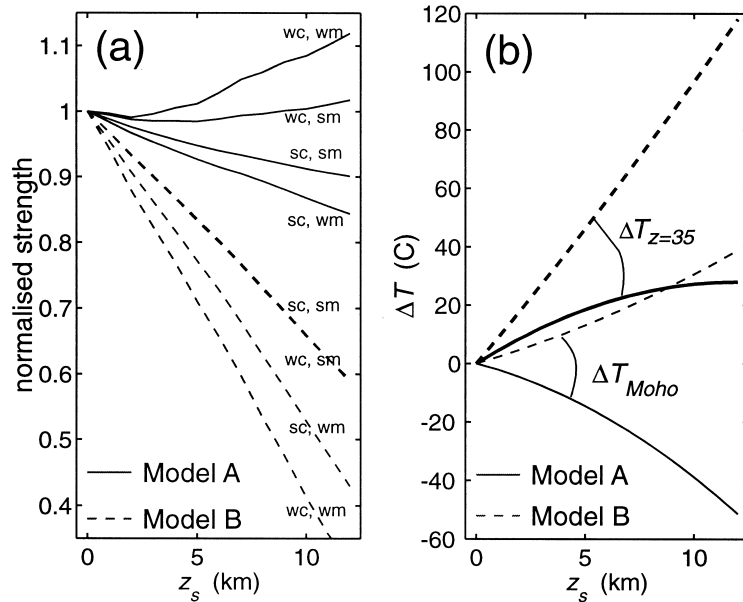 (a)
1.1
1
0.9
0.8
0.7
0.6
0.5
0.4
normalised strength
wc, wm
wc, sm
sc, sm
sc, wm
sc, sm
wc, sm
sc, wm
wc, wm
Model A
Model B
0
5
10
z_s (km)
(b)
120
100
80
60
40
20
0
-20
-40
-60
ΔT (C)
ΔT_{z=35}
ΔT_{Moho}
Model A
Model B
0
5
10
z_s (km)